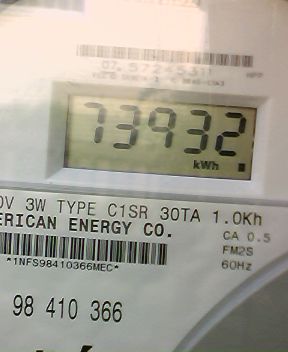 73932
kWh
0V 3W TYPE C1SR 30TA 1.0Kh
ERICAN ENERGY CO.
CA 0.5
FM2S
*1NFS98410366MEC*
60Hz
98 410 366